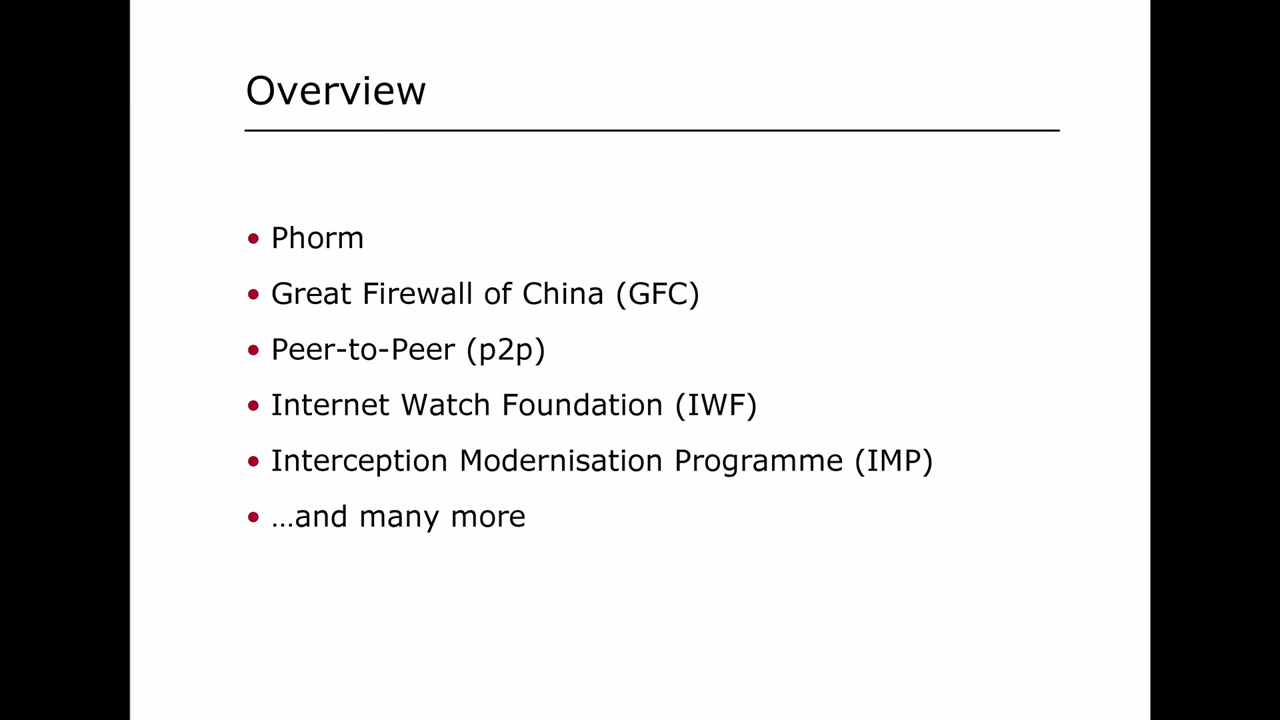 Overview
• Phorm
• Great Firewall of China (GFC)
• Peer-to-Peer (p2p)
• Internet Watch Foundation (IWF)
• Interception Modernisation Programme (IMP)
• …and many more